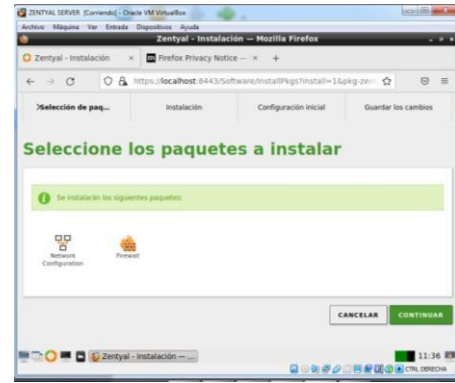 ZENTYAL SERVER [Corriendo] - Oracle VM VirtualBox
Archivo Máquina Ver Entrada Dispositivos Ayuda
Zentyal - Instalación — Mozilla Firefox
Zentyal - Instalación × Firefox Privacy Notice — × +
https://localhost:8443/Software/InstallPkgs?install=1&pkg-zen
Selección de paq... Instalación Configuración inicial Guardar los cambios
Seleccione los paquetes a instalar
Se instalarán los siguientes paquetes:
Network Firewall
Configuration
CANCELAR CONTINUAR
Zentyal - Instalación — ... 11:36
CTRL DERECHA